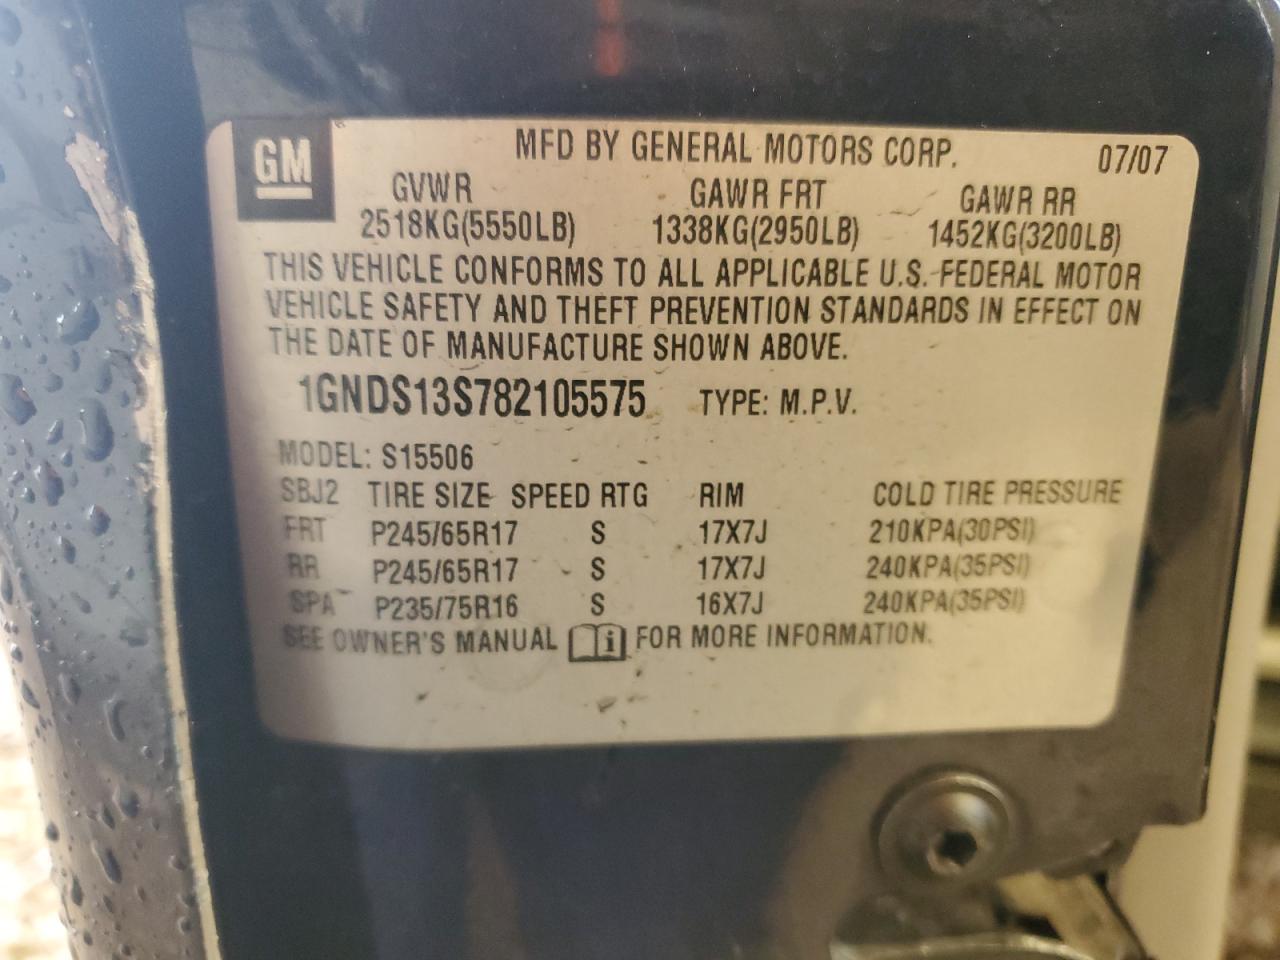 GM
MFD BY GENERAL MOTORS CORP. 07/07
GVWR GAWR FRT GAWR RR
2518KG(5550LB) 1338KG(2950LB) 1452KG(3200LB)
THIS VEHICLE CONFORMS TO ALL APPLICABLE U.S. FEDERAL MOTOR
VEHICLE SAFETY AND THEFT PREVENTION STANDARDS IN EFFECT ON
THE DATE OF MANUFACTURE SHOWN ABOVE.
1GNDS13S782105575 TYPE: M.P.V.
MODEL: S15506
SBJ2 TIRE SIZE SPEED RTG RIM COLD TIRE PRESSURE
FRT P245/65R17 S 17X7J 210KPA(30PSI)
RR P245/65R17 S 17X7J 240KPA(35PSI)
SPA P235/75R16 S 16X7J 240KPA(35PSI)
SEE OWNER'S MANUAL i FOR MORE INFORMATION.